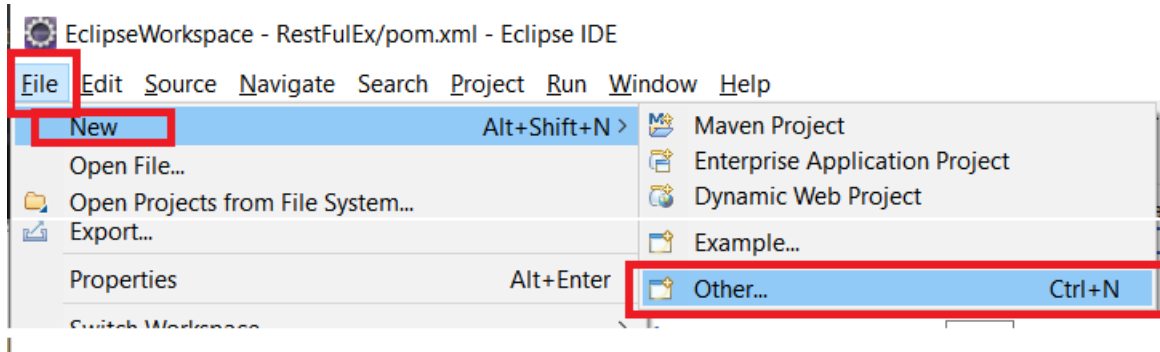 EclipseWorkspace - RestFulEx/pom.xml - Eclipse IDE
File Edit Source Navigate Search Project Run Window Help
New Alt+Shift+N >
Open File...
Open Projects from File System...
Export...
Properties Alt+Enter
Switch Workspace >
Maven Project
Enterprise Application Project
Dynamic Web Project
Example...
Other... Ctrl+N